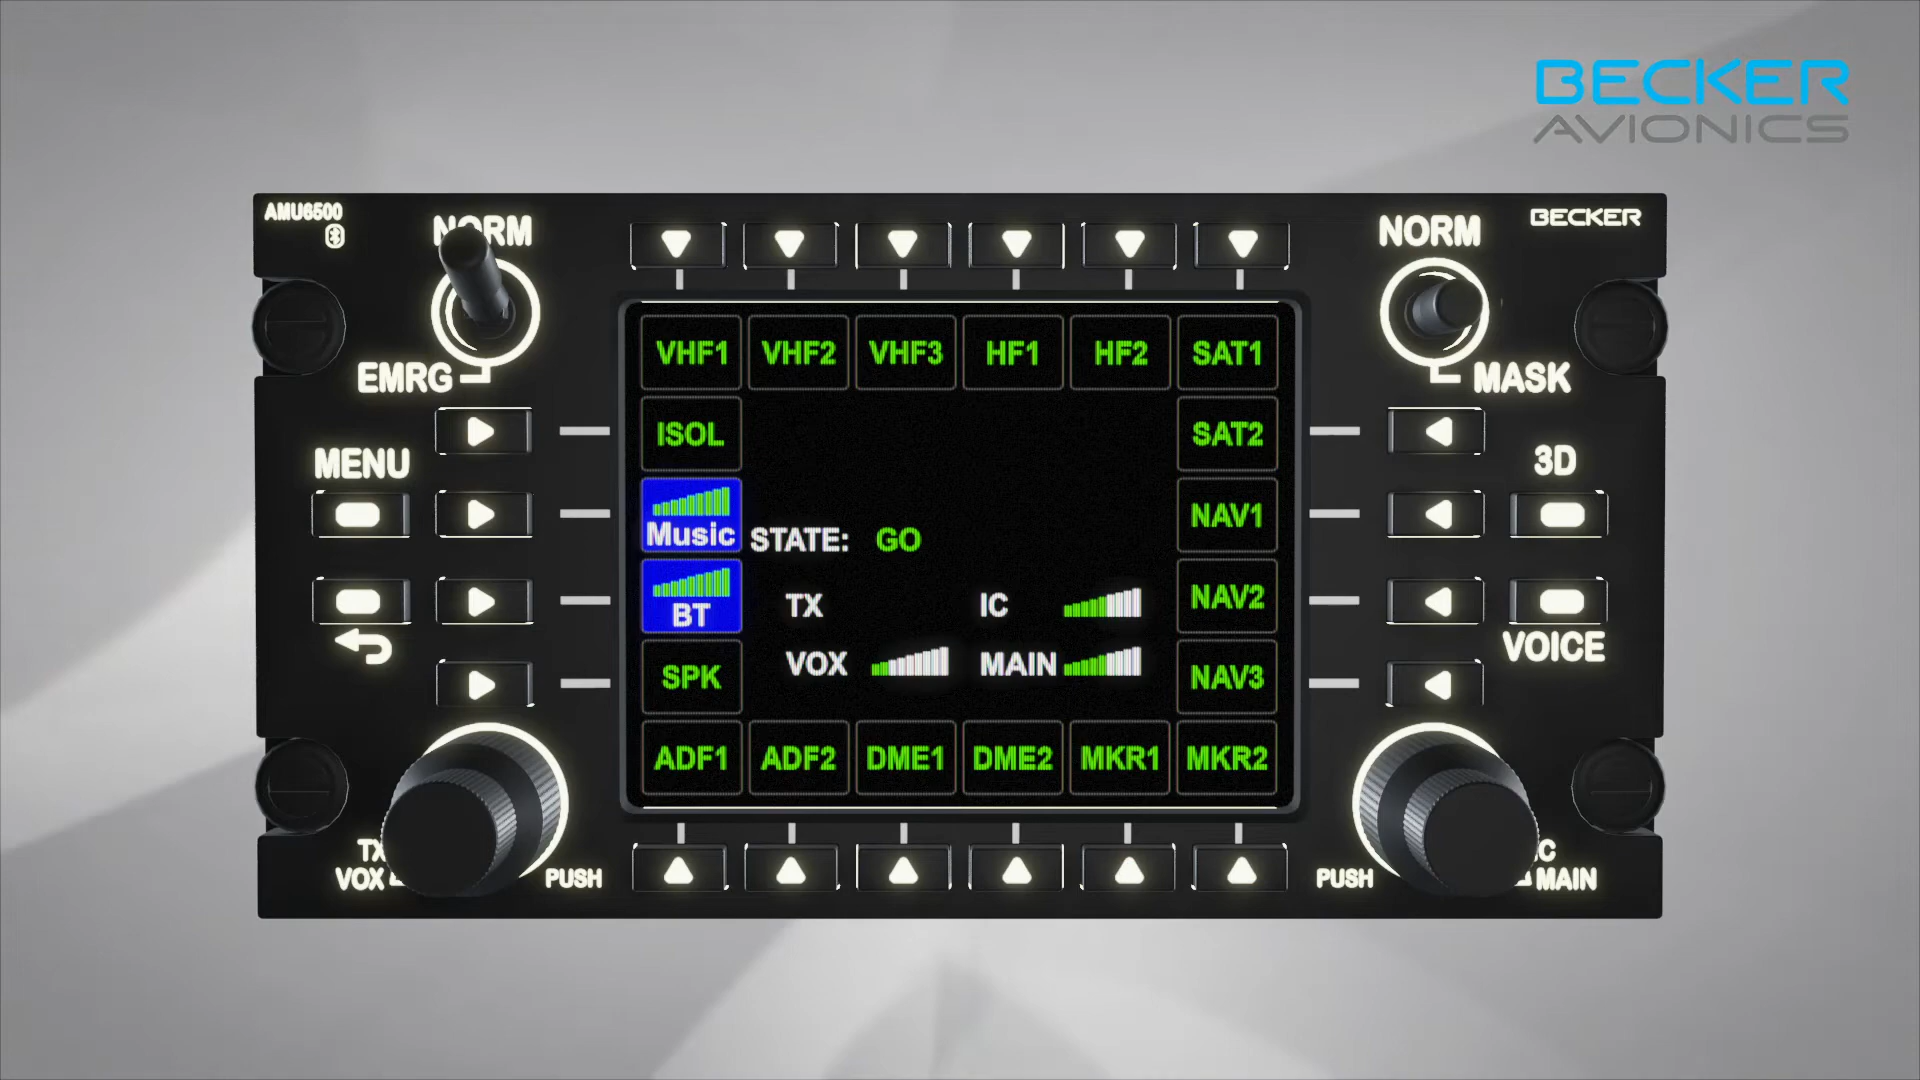 BECKER
AVIONICS
AMU6500
NORM
NORM
BECKER
EMRG
MASK
VHF1 VHF2 VHF3 HF1 HF2 SAT1
ISOL SAT2
MENU
3D
Music STATE: GO NAV1
BT TX IC NAV2
VOICE
SPK VOX MAIN NAV3
ADF1 ADF2 DME1 DME2 MKR1 MKR2
TX
VOX
PUSH
PUSH
MAIN